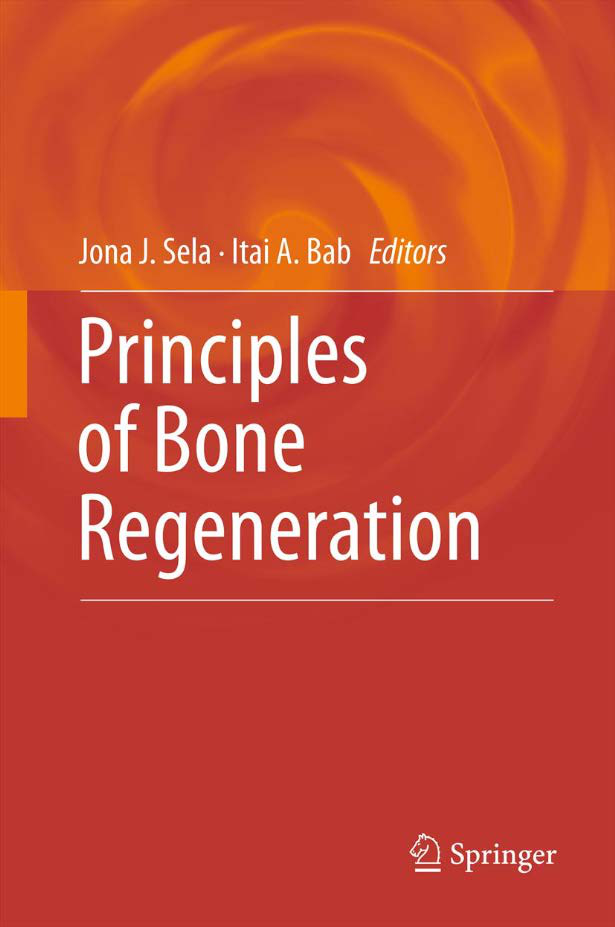 Jona J. Sela · Itai A. Bab Editors
Principles
of Bone
Regeneration
Springer